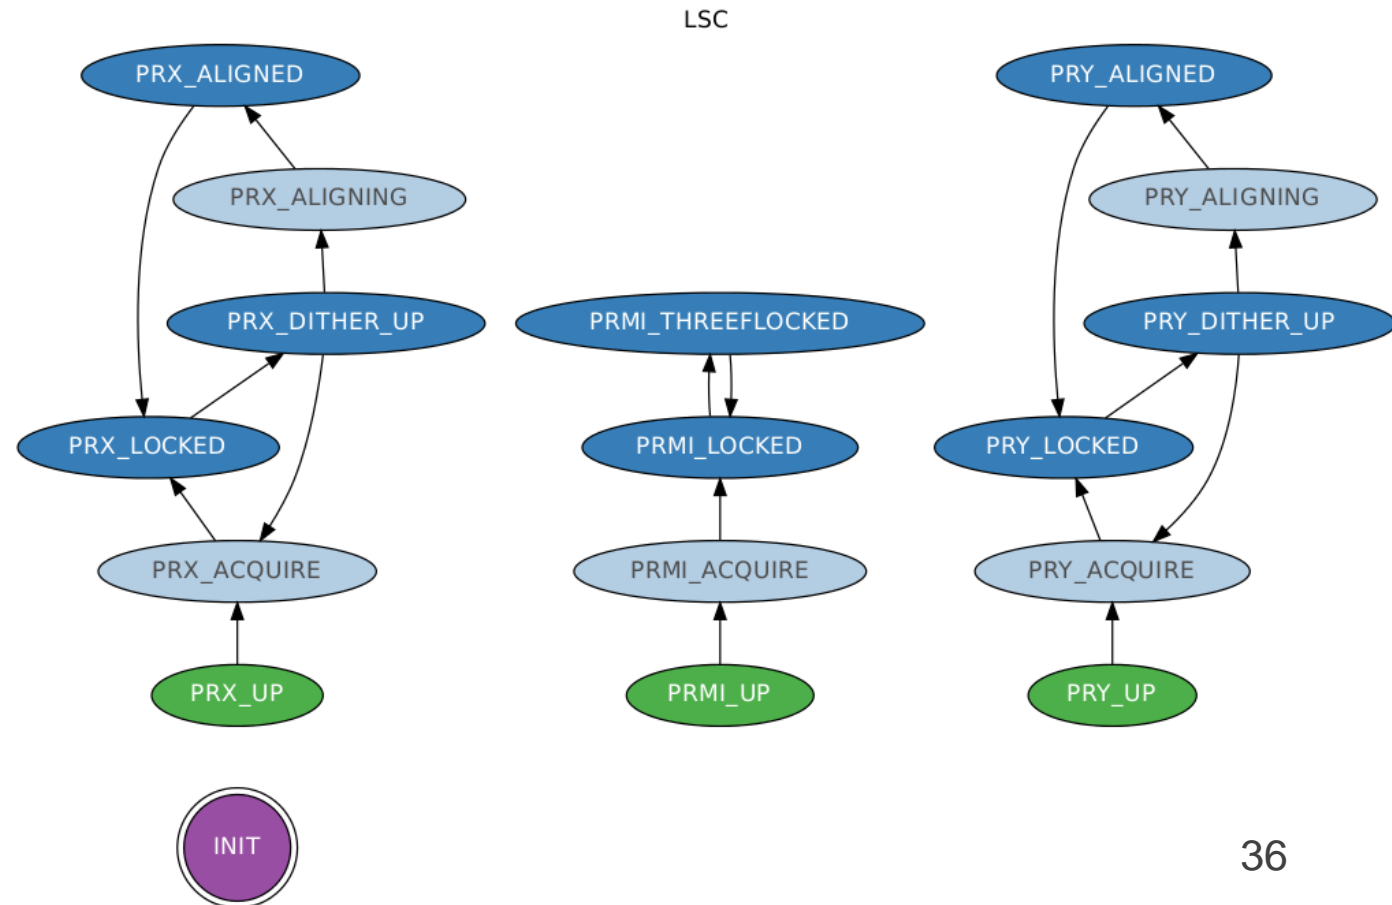 LSC
PRX_ALIGNED
PRY_ALIGNED
PRX_ALIGNING
PRY_ALIGNING
PRX_DITHER_UP
PRMI_THREEFLOCKED
PRY_DITHER_UP
PRX_LOCKED
PRMI_LOCKED
PRY_LOCKED
PRX_ACQUIRE
PRMI_ACQUIRE
PRY_ACQUIRE
PRX_UP
PRMI_UP
PRY_UP
INIT
36